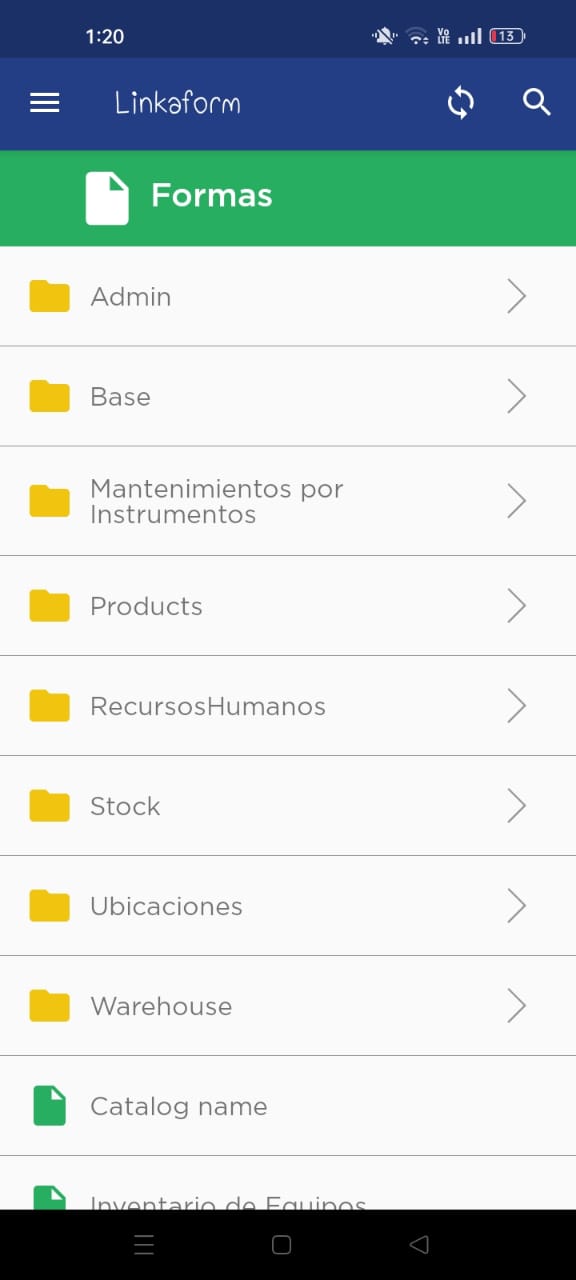 1:20
Vo
LTE
13
Linkaform
Formas
Admin
Base
Mantenimientos por
Instrumentos
Products
RecursosHumanos
Stock
Ubicaciones
Warehouse
Catalog name
Inventario de Equipos